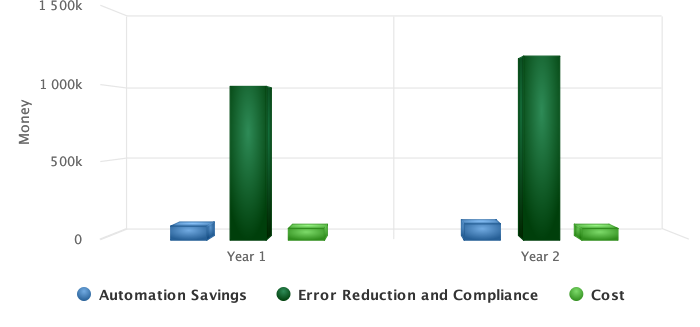 1 500k
1 000k
500k
0
Money
Year 1
Year 2
Automation Savings
Error Reduction and Compliance
Cost